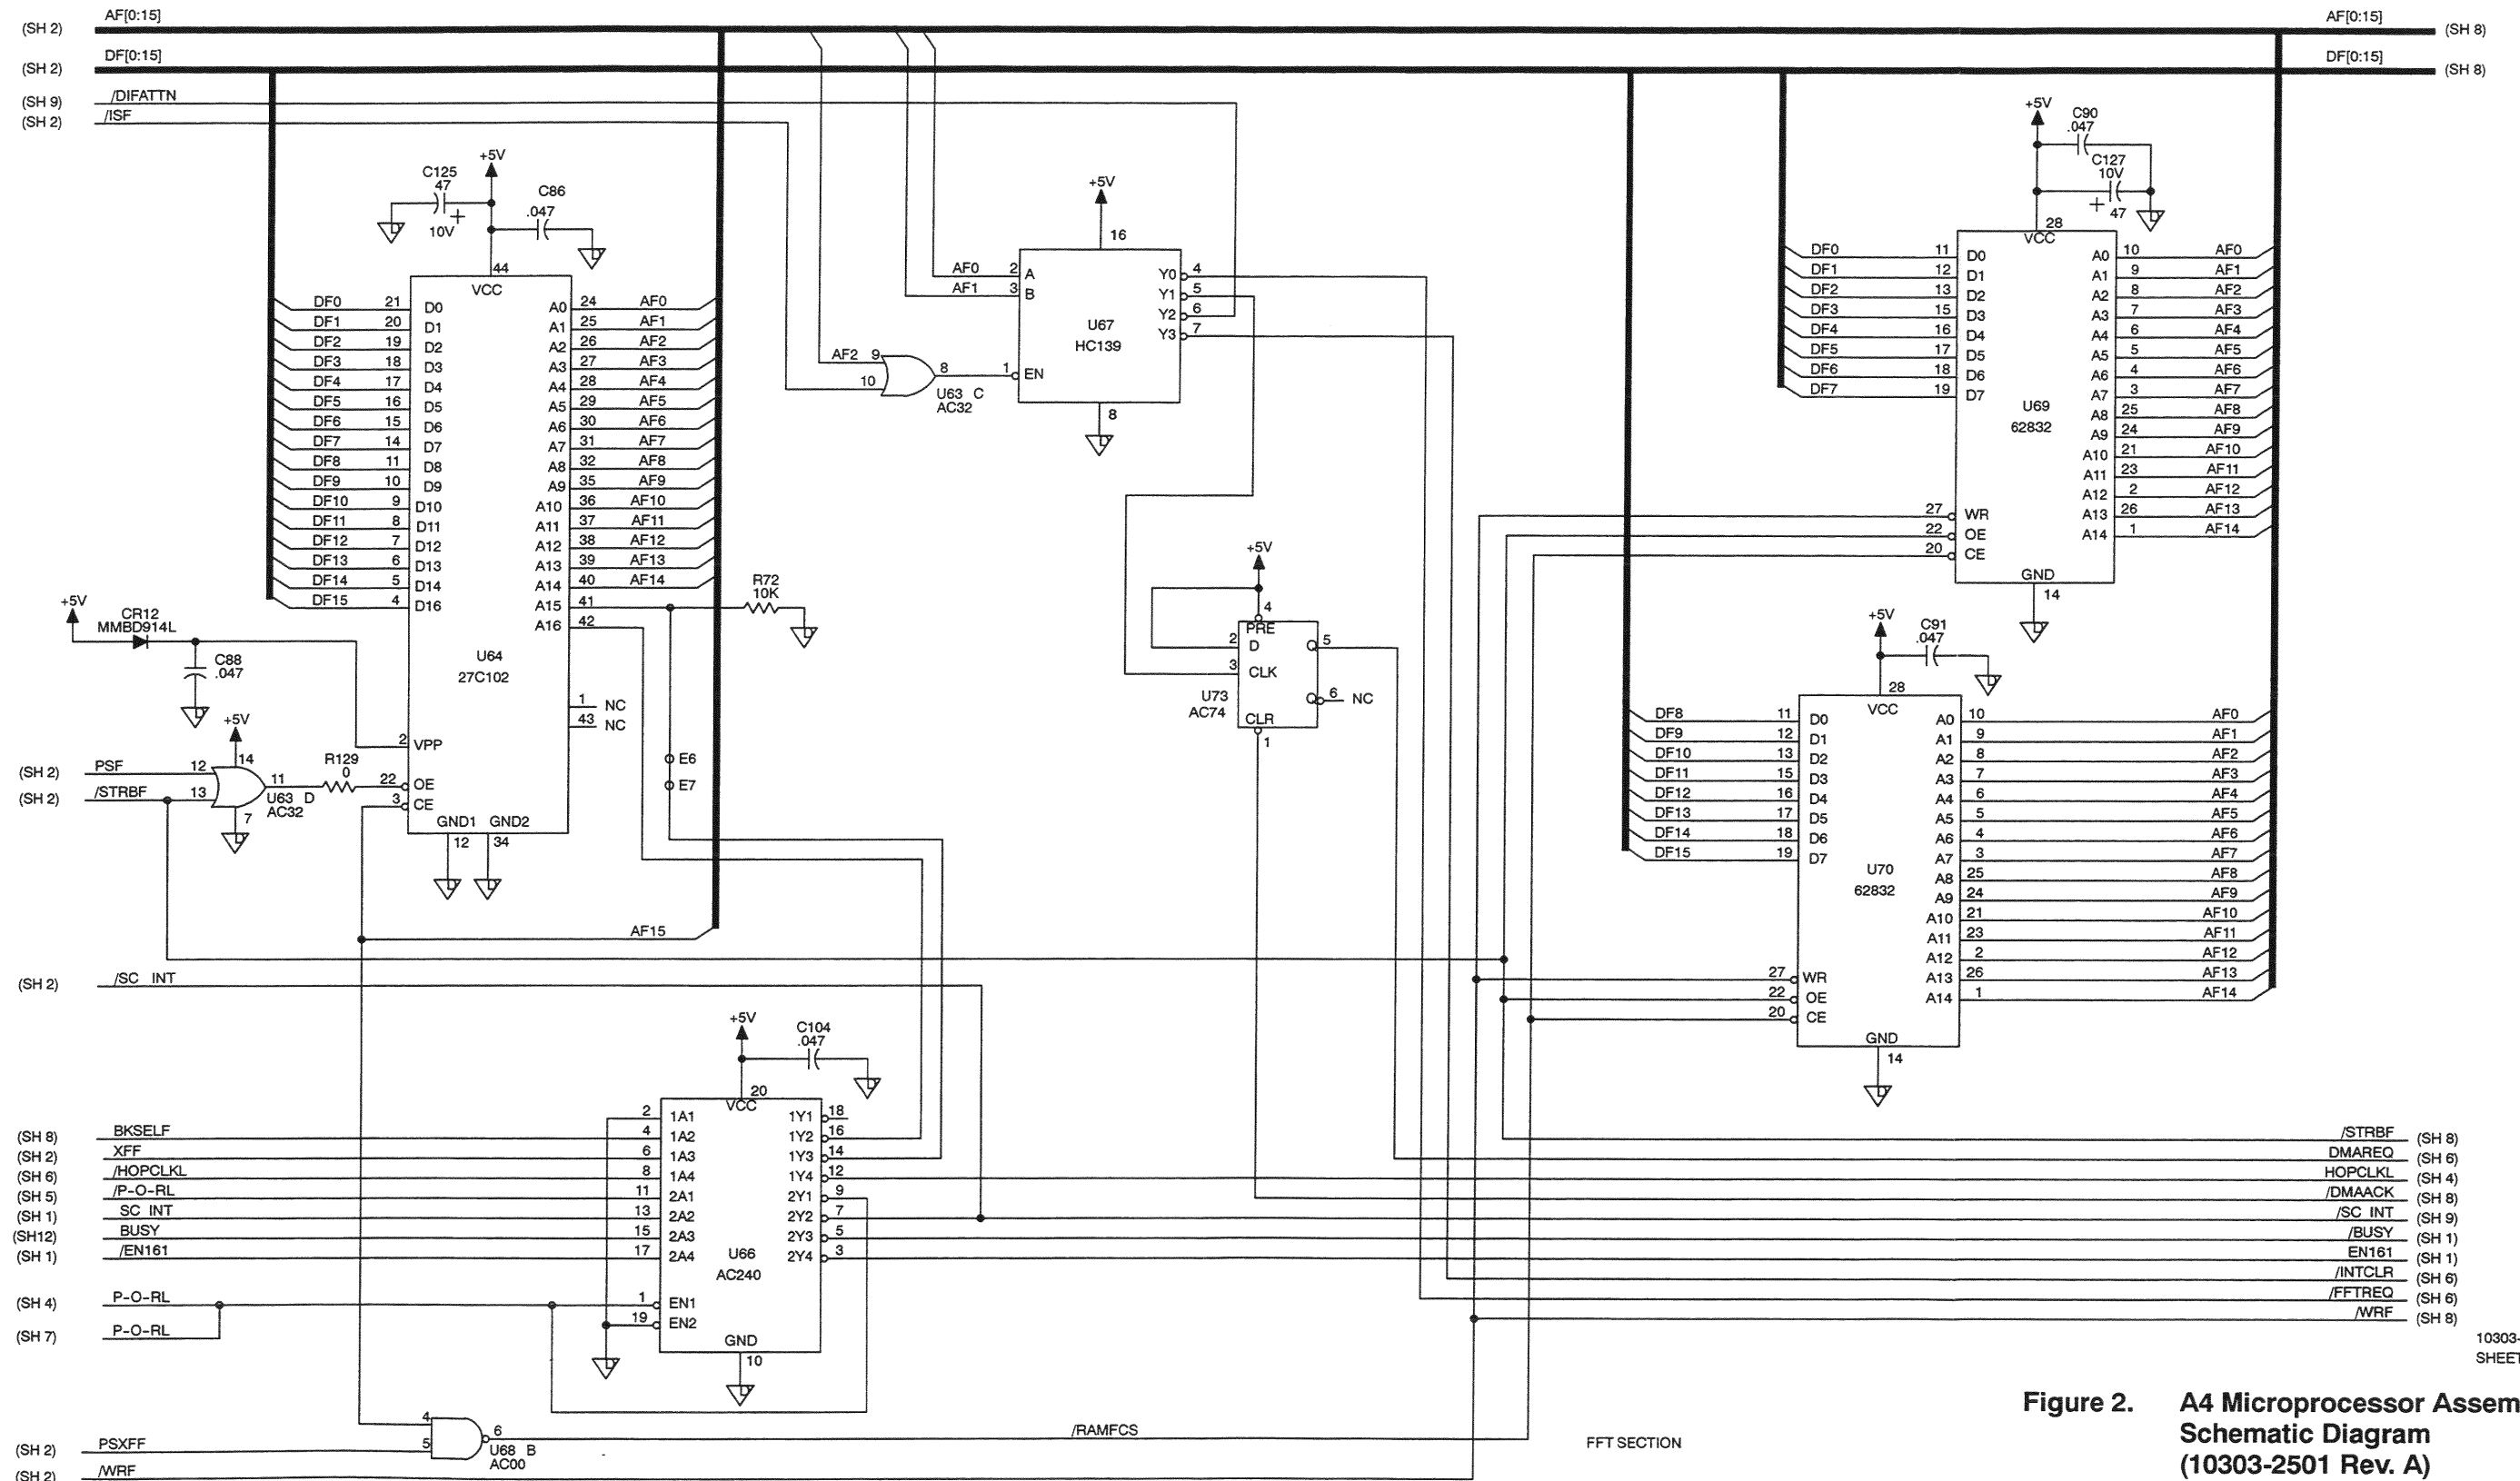 AF[0:15]
(SH 2)
AF[0:15]
(SH 8)
DF[0:15]
(SH 2)
DF[0:15]
(SH 8)
(SH 9) /DIFATTN
(SH 2) /ISF
+5V
C125
47
10V
C86
.047
44
VCC
DF0 21 D0 A0 24 AF0
DF1 20 D1 A1 25 AF1
DF2 19 D2 A2 26 AF2
DF3 18 D3 A3 27 AF3
DF4 17 D4 A4 28 AF4
DF5 16 D5 A5 29 AF5
DF6 15 D6 A6 30 AF6
DF7 14 D7 A7 31 AF7
DF8 11 D8 A8 32 AF8
DF9 10 D9 A9 35 AF9
DF10 9 D10 A10 36 AF10
DF11 8 D11 A11 37 AF11
DF12 7 D12 A12 38 AF12
DF13 6 D13 A13 39 AF13
DF14 5 D14 A14 40 AF14
DF15 4 D16 A15 41
A16 42
R72
10K
U64
27C102
1 NC
43 NC
+5V
CR12
MMBD914L
C88
.047
2 VPP
+5V
14
(SH 2) PSF 12
(SH 2) /STRBF 13
11
7
U63 D
AC32
R129
0
22 OE
3 CE
GND1 GND2
12 34
E6
E7
AF15
+5V
16
AF0 2 A
AF1 3 B
U67
HC139
Y0 4
Y1 5
Y2 6
Y3 7
AF2 9
10
8
U63 C
AC32
1 EN
8
+5V
4
PRE
2 D Q 5
3 CLK
U73
AC74
Q 6 NC
CLR
1
+5V
C90
.047
C127
10V
47
28
VCC
DF0 11 D0 A0 10 AF0
DF1 12 D1 A1 9 AF1
DF2 13 D2 A2 8 AF2
DF3 15 D3 A3 7 AF3
DF4 16 D4 A4 6 AF4
DF5 17 D5 A5 5 AF5
DF6 18 D6 A6 4 AF6
DF7 19 D7 A7 3 AF7
U69
62832
A8 25 AF8
A9 24 AF9
A10 21 AF10
A11 23 AF11
A12 2 AF12
27 WR A13 26 AF13
22 OE A14 1 AF14
20 CE
GND
14
+5V
C91
.047
28
VCC
DF8 11 D0 A0 10 AF0
DF9 12 D1 A1 9 AF1
DF10 13 D2 A2 8 AF2
DF11 15 D3 A3 7 AF3
DF12 16 D4 A4 6 AF4
DF13 17 D5 A5 5 AF5
DF14 18 D6 A6 4 AF6
DF15 19 D7 A7 3 AF7
U70
62832
A8 25 AF8
A9 24 AF9
A10 21 AF10
A11 23 AF11
A12 2 AF12
27 WR A13 26 AF13
22 OE A14 1 AF14
20 CE
GND
14
(SH 2) /SC INT
+5V
C104
.047
20
VCC
2 1A1 1Y1 18
(SH 8) BKSELF 4 1A2 1Y2 16
(SH 2) XFF 6 1A3 1Y3 14
(SH 6) /HOPCLKL 8 1A4 1Y4 12
(SH 5) /P-O-RL 11 2A1 2Y1 9
(SH 1) SC INT 13 2A2 2Y2 7
(SH12) BUSY 15 2A3 2Y3 5
(SH 1) /EN161 17 2A4 2Y4 3
U66
AC240
(SH 4) P-O-RL 1 EN1
19 EN2
(SH 7) P-O-RL
GND
10
/STRBF (SH 8)
DMAREQ (SH 6)
HOPCLKL (SH 4)
/DMAACK (SH 8)
/SC INT (SH 9)
/BUSY (SH 1)
EN161 (SH 1)
/INTCLR (SH 6)
/FFTREQ (SH 6)
/WRF (SH 8)
10303-
SHEET
4
(SH 2) PSXFF 5
6
U68 B
AC00
/RAMFCS
(SH 2) /WRF
FFT SECTION
Figure 2. A4 Microprocessor Assem
Schematic Diagram
(10303-2501 Rev. A)